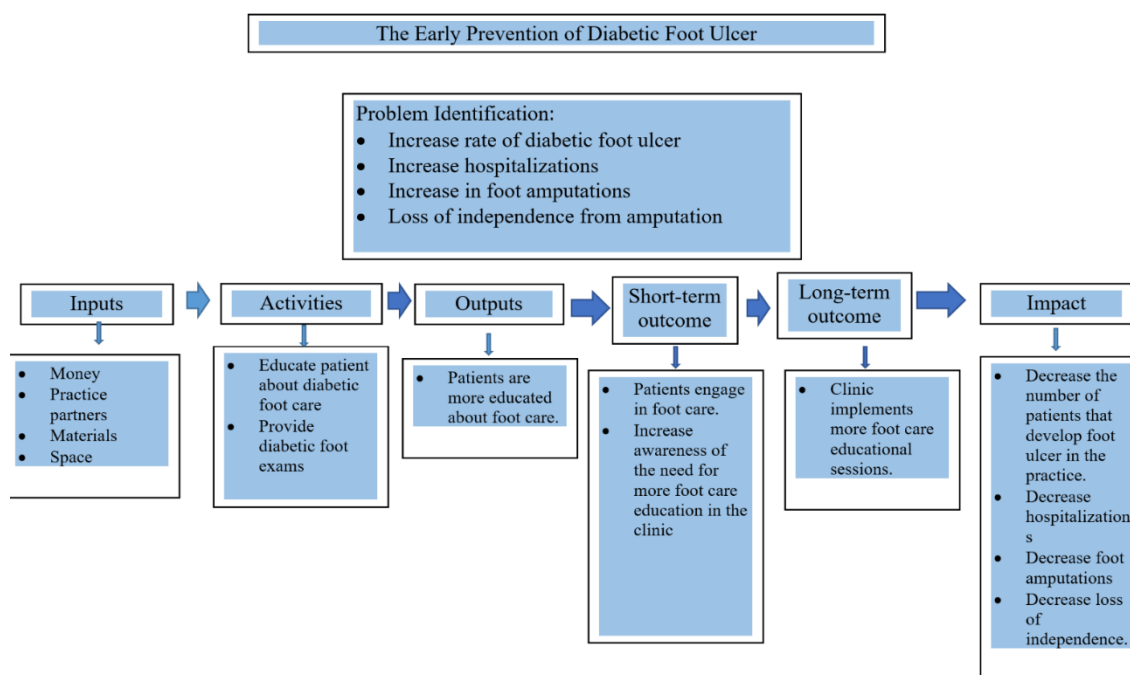 The Early Prevention of Diabetic Foot Ulcer
Problem Identification:
• Increase rate of diabetic foot ulcer
• Increase hospitalizations
• Increase in foot amputations
• Loss of independence from amputation
Inputs
Activities
Outputs
Short-term
outcome
Long-term
outcome
Impact
• Money
• Practice
partners
• Materials
• Space
• Educate patient
about diabetic
foot care
• Provide
diabetic foot
exams
• Patients are
more educated
about foot care.
• Patients engage
in foot care.
• Increase
awareness of
the need for
more foot care
education in the
clinic
• Clinic
implements
more foot care
educational
sessions.
• Decrease the
number of
patients that
develop foot
ulcer in the
practice.
• Decrease
hospitalization
s
• Decrease foot
amputations
• Decrease loss
of
independence.